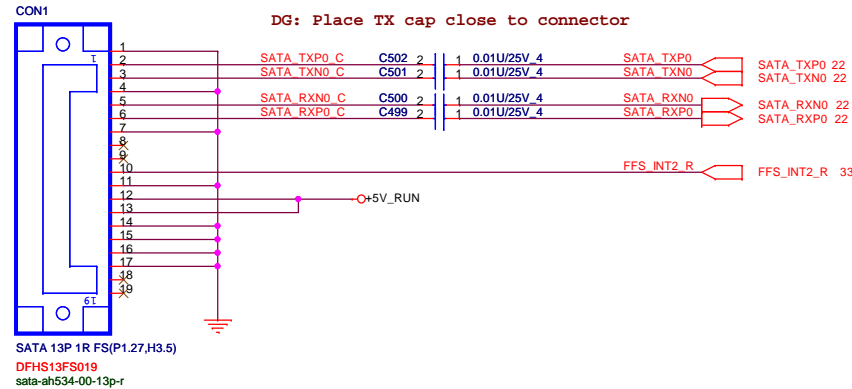 CON1
DG: Place TX cap close to connector
1
1
2 SATA_TXP0_C C502 2 1 0.01U/25V_4 SATA_TXP0 SATA_TXP0 22
3 SATA_TXN0_C C501 2 1 0.01U/25V_4 SATA_TXN0 SATA_TXN0 22
4
5 SATA_RXN0_C C500 2 1 0.01U/25V_4 SATA_RXN0 SATA_RXN0 22
6 SATA_RXP0_C C499 2 1 0.01U/25V_4 SATA_RXP0 SATA_RXP0 22
7
8
9
10 FFS_INT2_R FFS_INT2_R 33
11
12 +5V_RUN
13
14
15
16
17
18
19
19
SATA 13P 1R FS(P1.27,H3.5)
DFHS13FS019
sata-ah534-00-13p-r